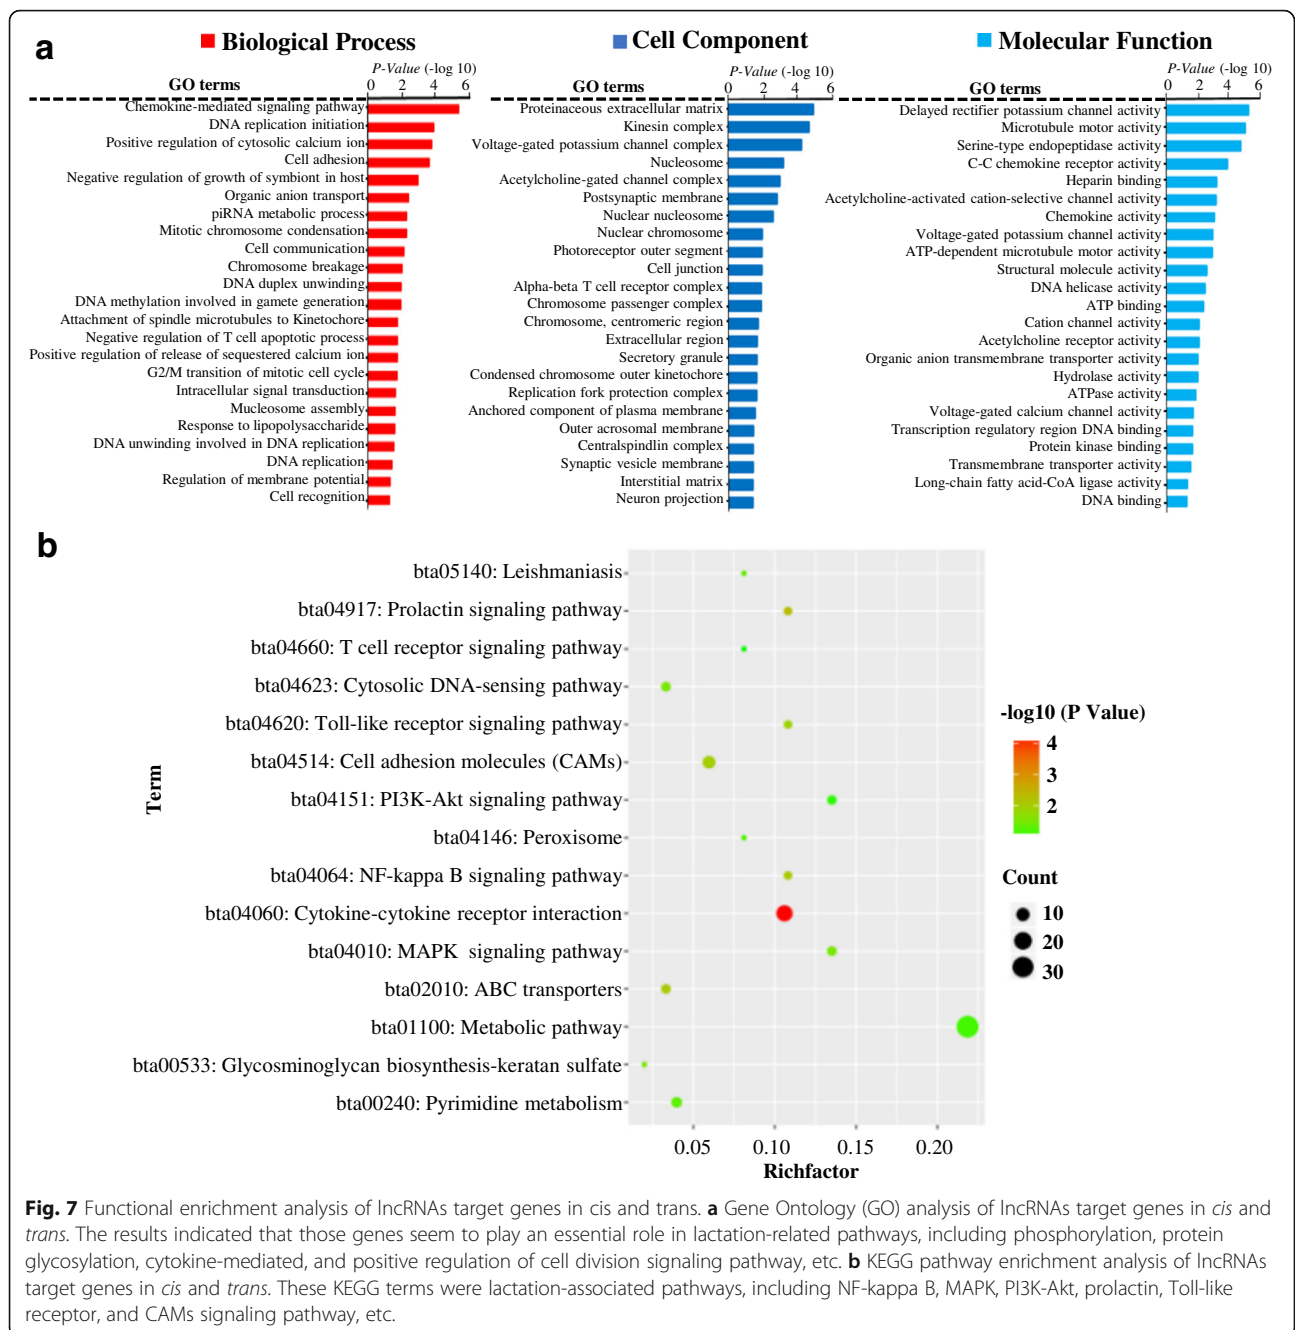 a
Biological Process
P-Value (-log 10)
GO terms
0 2 4 6
Chemokine-mediated signaling pathway
DNA replication initiation
Positive regulation of cytosolic calcium ion
Cell adhesion
Negative regulation of growth of symbiont in host
Organic anion transport
piRNA metabolic process
Mitotic chromosome condensation
Cell communication
Chromosome breakage
DNA duplex unwinding
DNA methylation involved in gamete generation
Attachment of spindle microtubules to Kinetochore
Negative regulation of T cell apoptotic process
Positive regulation of release of sequestered calcium ion
G2/M transition of mitotic cell cycle
Intracellular signal transduction
Mucleosome assembly
Response to lipopolysaccharide
DNA unwinding involved in DNA replication
DNA replication
Regulation of membrane potential
Cell recognition
Cell Component
P-Value (-log 10)
GO terms
0 2 4 6
Proteinaceous extracellular matrix
Kinesin complex
Voltage-gated potassium channel complex
Nucleosome
Acetylcholine-gated channel complex
Postsynaptic membrane
Nuclear nucleosome
Nuclear chromosome
Photoreceptor outer segment
Cell junction
Alpha-beta T cell receptor complex
Chromosome passenger complex
Chromosome, centromeric region
Extracellular region
Secretory granule
Condensed chromosome outer kinetochore
Replication fork protection complex
Anchored component of plasma membrane
Outer acrosomal membrane
Centralspindlin complex
Synaptic vesicle membrane
Interstitial matrix
Neuron projection
Molecular Function
P-Value (-log 10)
GO terms
0 2 4 6
Delayed rectifier potassium channel activity
Microtubule motor activity
Serine-type endopeptidase activity
C-C chemokine receptor activity
Heparin binding
Acetylcholine-activated cation-selective channel activity
Chemokine activity
Voltage-gated potassium channel activity
ATP-dependent microtubule motor activity
Structural molecule activity
DNA helicase activity
ATP binding
Cation channel activity
Acetylcholine receptor activity
Organic anion transmembrane transporter activity
Hydrolase activity
ATPase activity
Voltage-gated calcium channel activity
Transcription regulatory region DNA binding
Protein kinase binding
Transmembrane transporter activity
Long-chain fatty acid-CoA ligase activity
DNA binding
b
Term
bta05140: Leishmaniasis
bta04917: Prolactin signaling pathway
bta04660: T cell receptor signaling pathway
bta04623: Cytosolic DNA-sensing pathway
bta04620: Toll-like receptor signaling pathway
bta04514: Cell adhesion molecules (CAMs)
bta04151: PI3K-Akt signaling pathway
bta04146: Peroxisome
bta04064: NF-kappa B signaling pathway
bta04060: Cytokine-cytokine receptor interaction
bta04010: MAPK signaling pathway
bta02010: ABC transporters
bta01100: Metabolic pathway
bta00533: Glycosminoglycan biosynthesis-keratan sulfate
bta00240: Pyrimidine metabolism
0.05 0.10 0.15 0.20
Richfactor
-log10 (P Value)
4
3
2
Count
10
20
30
Fig. 7 Functional enrichment analysis of lncRNAs target genes in cis and trans. a Gene Ontology (GO) analysis of lncRNAs target genes in cis and
trans. The results indicated that those genes seem to play an essential role in lactation-related pathways, including phosphorylation, protein
glycosylation, cytokine-mediated, and positive regulation of cell division signaling pathway, etc. b KEGG pathway enrichment analysis of lncRNAs
target genes in cis and trans. These KEGG terms were lactation-associated pathways, including NF-kappa B, MAPK, PI3K-Akt, prolactin, Toll-like
receptor, and CAMs signaling pathway, etc.